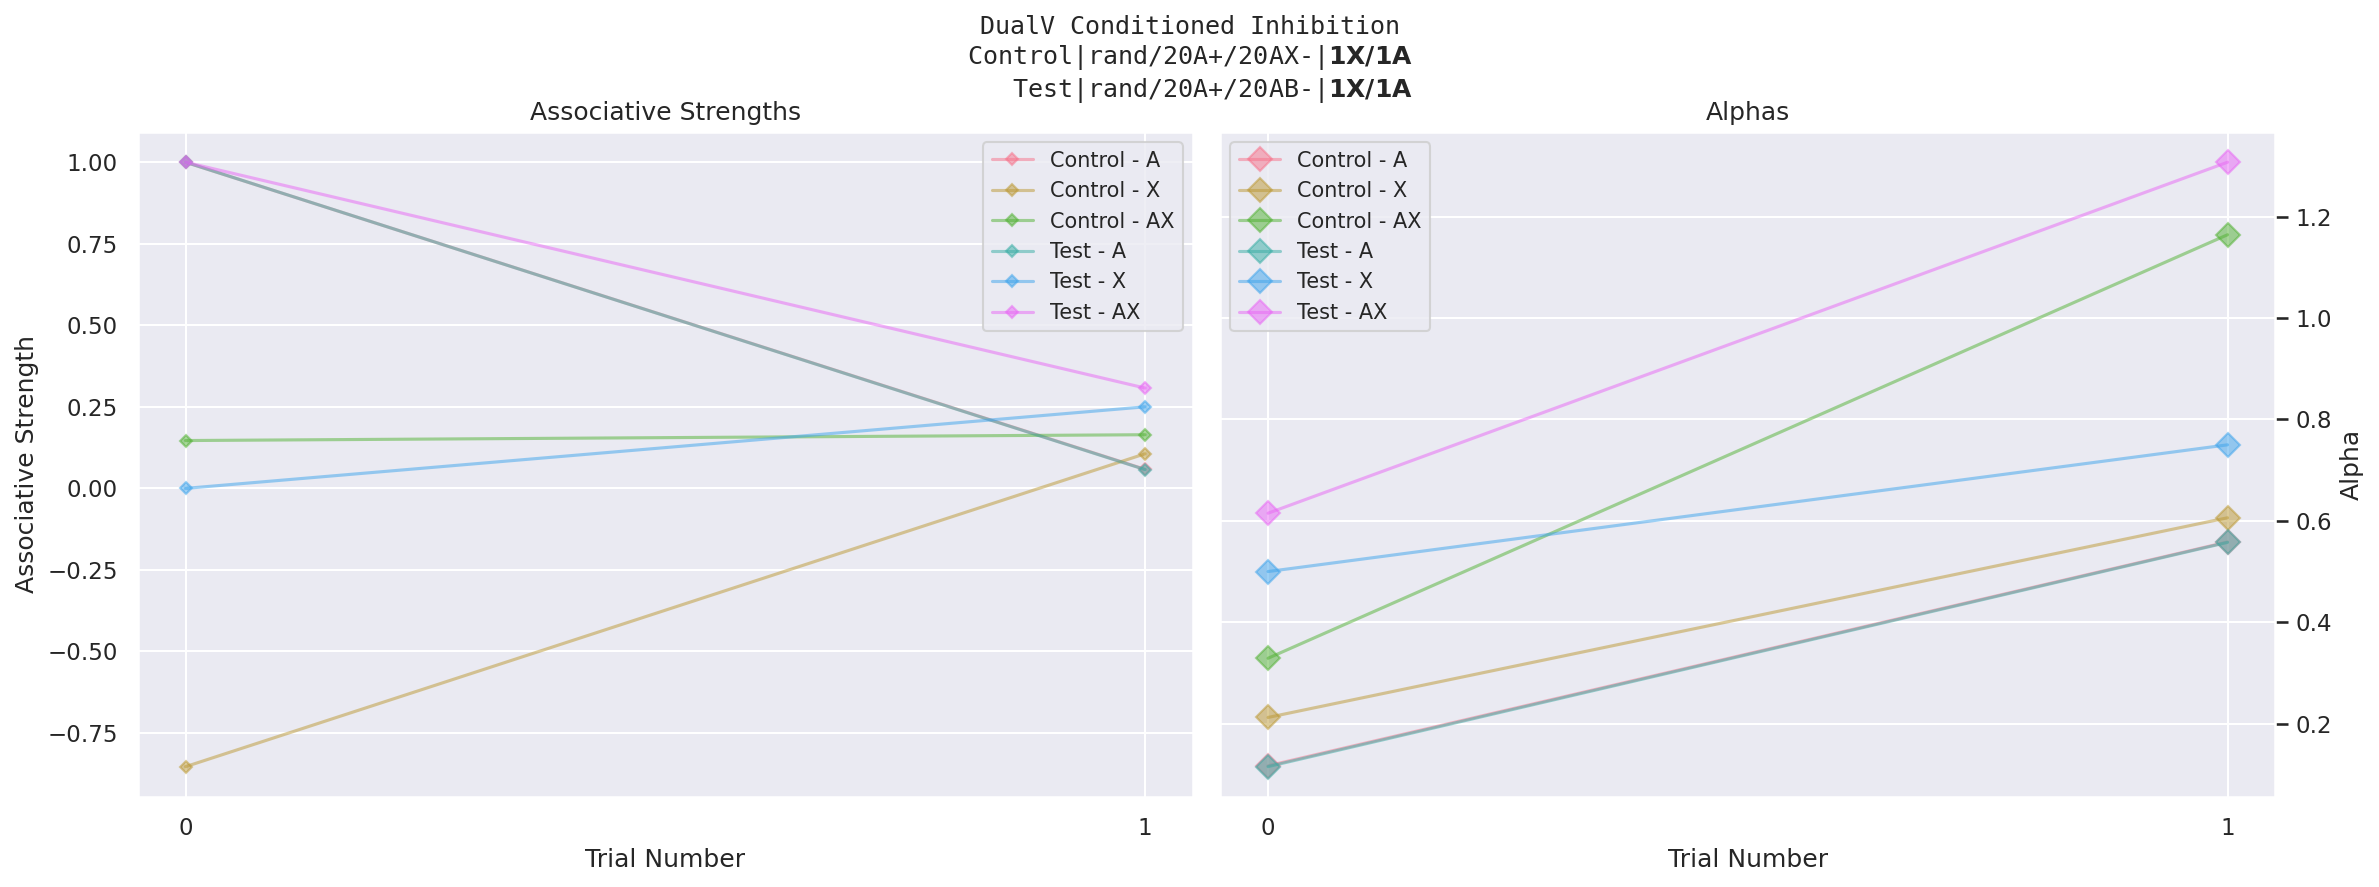 DualV Conditioned Inhibition
Control|rand/20A+/20AX-|1X/1A
Test|rand/20A+/20AB-|1X/1A
Associative Strengths
Associative Strength
1.00
0.75
0.50
0.25
0.00
−0.25
−0.50
−0.75
Control - A
Control - X
Control - AX
Test - A
Test - X
Test - AX
0
1
Trial Number
Alphas
Control - A
Control - X
Control - AX
Test - A
Test - X
Test - AX
1.2
1.0
0.8
0.6
0.4
0.2
Alpha
0
1
Trial Number